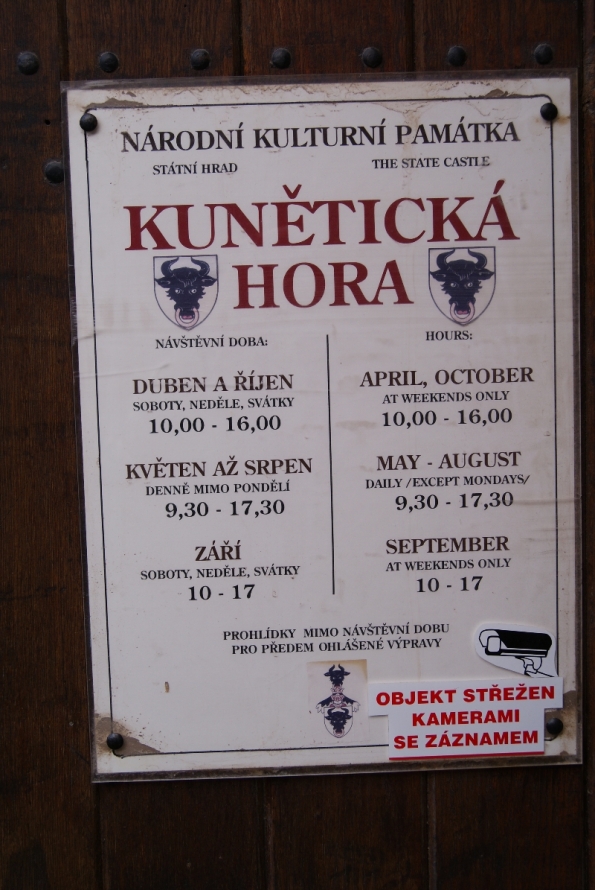 NÁRODNÍ KULTURNÍ PAMÁTKA
STÁTNÍ HRAD
THE STATE CASTLE
KUNĚTICKÁ
HORA
NÁVŠTĚVNÍ DOBA:
DUBEN A ŘÍJEN
SOBOTY, NEDĚLE, SVÁTKY
10,00 - 16,00
KVĚTEN AŽ SRPEN
DENNĚ MIMO PONDĚLÍ
9,30 - 17,30
ZÁŘÍ
SOBOTY, NEDĚLE, SVÁTKY
10 - 17
HOURS:
APRIL, OCTOBER
AT WEEKENDS ONLY
10,00 - 16,00
MAY - AUGUST
DAILY /EXCEPT MONDAYS/
9,30 - 17,30
SEPTEMBER
AT WEEKENDS ONLY
10 - 17
PROHLÍDKY MIMO NÁVŠTĚVNÍ DOBU
PRO PŘEDEM OHLÁŠENÉ VÝPRAVY
OBJEKT STŘEŽEN
KAMERAMI
SE ZÁZNAMEM